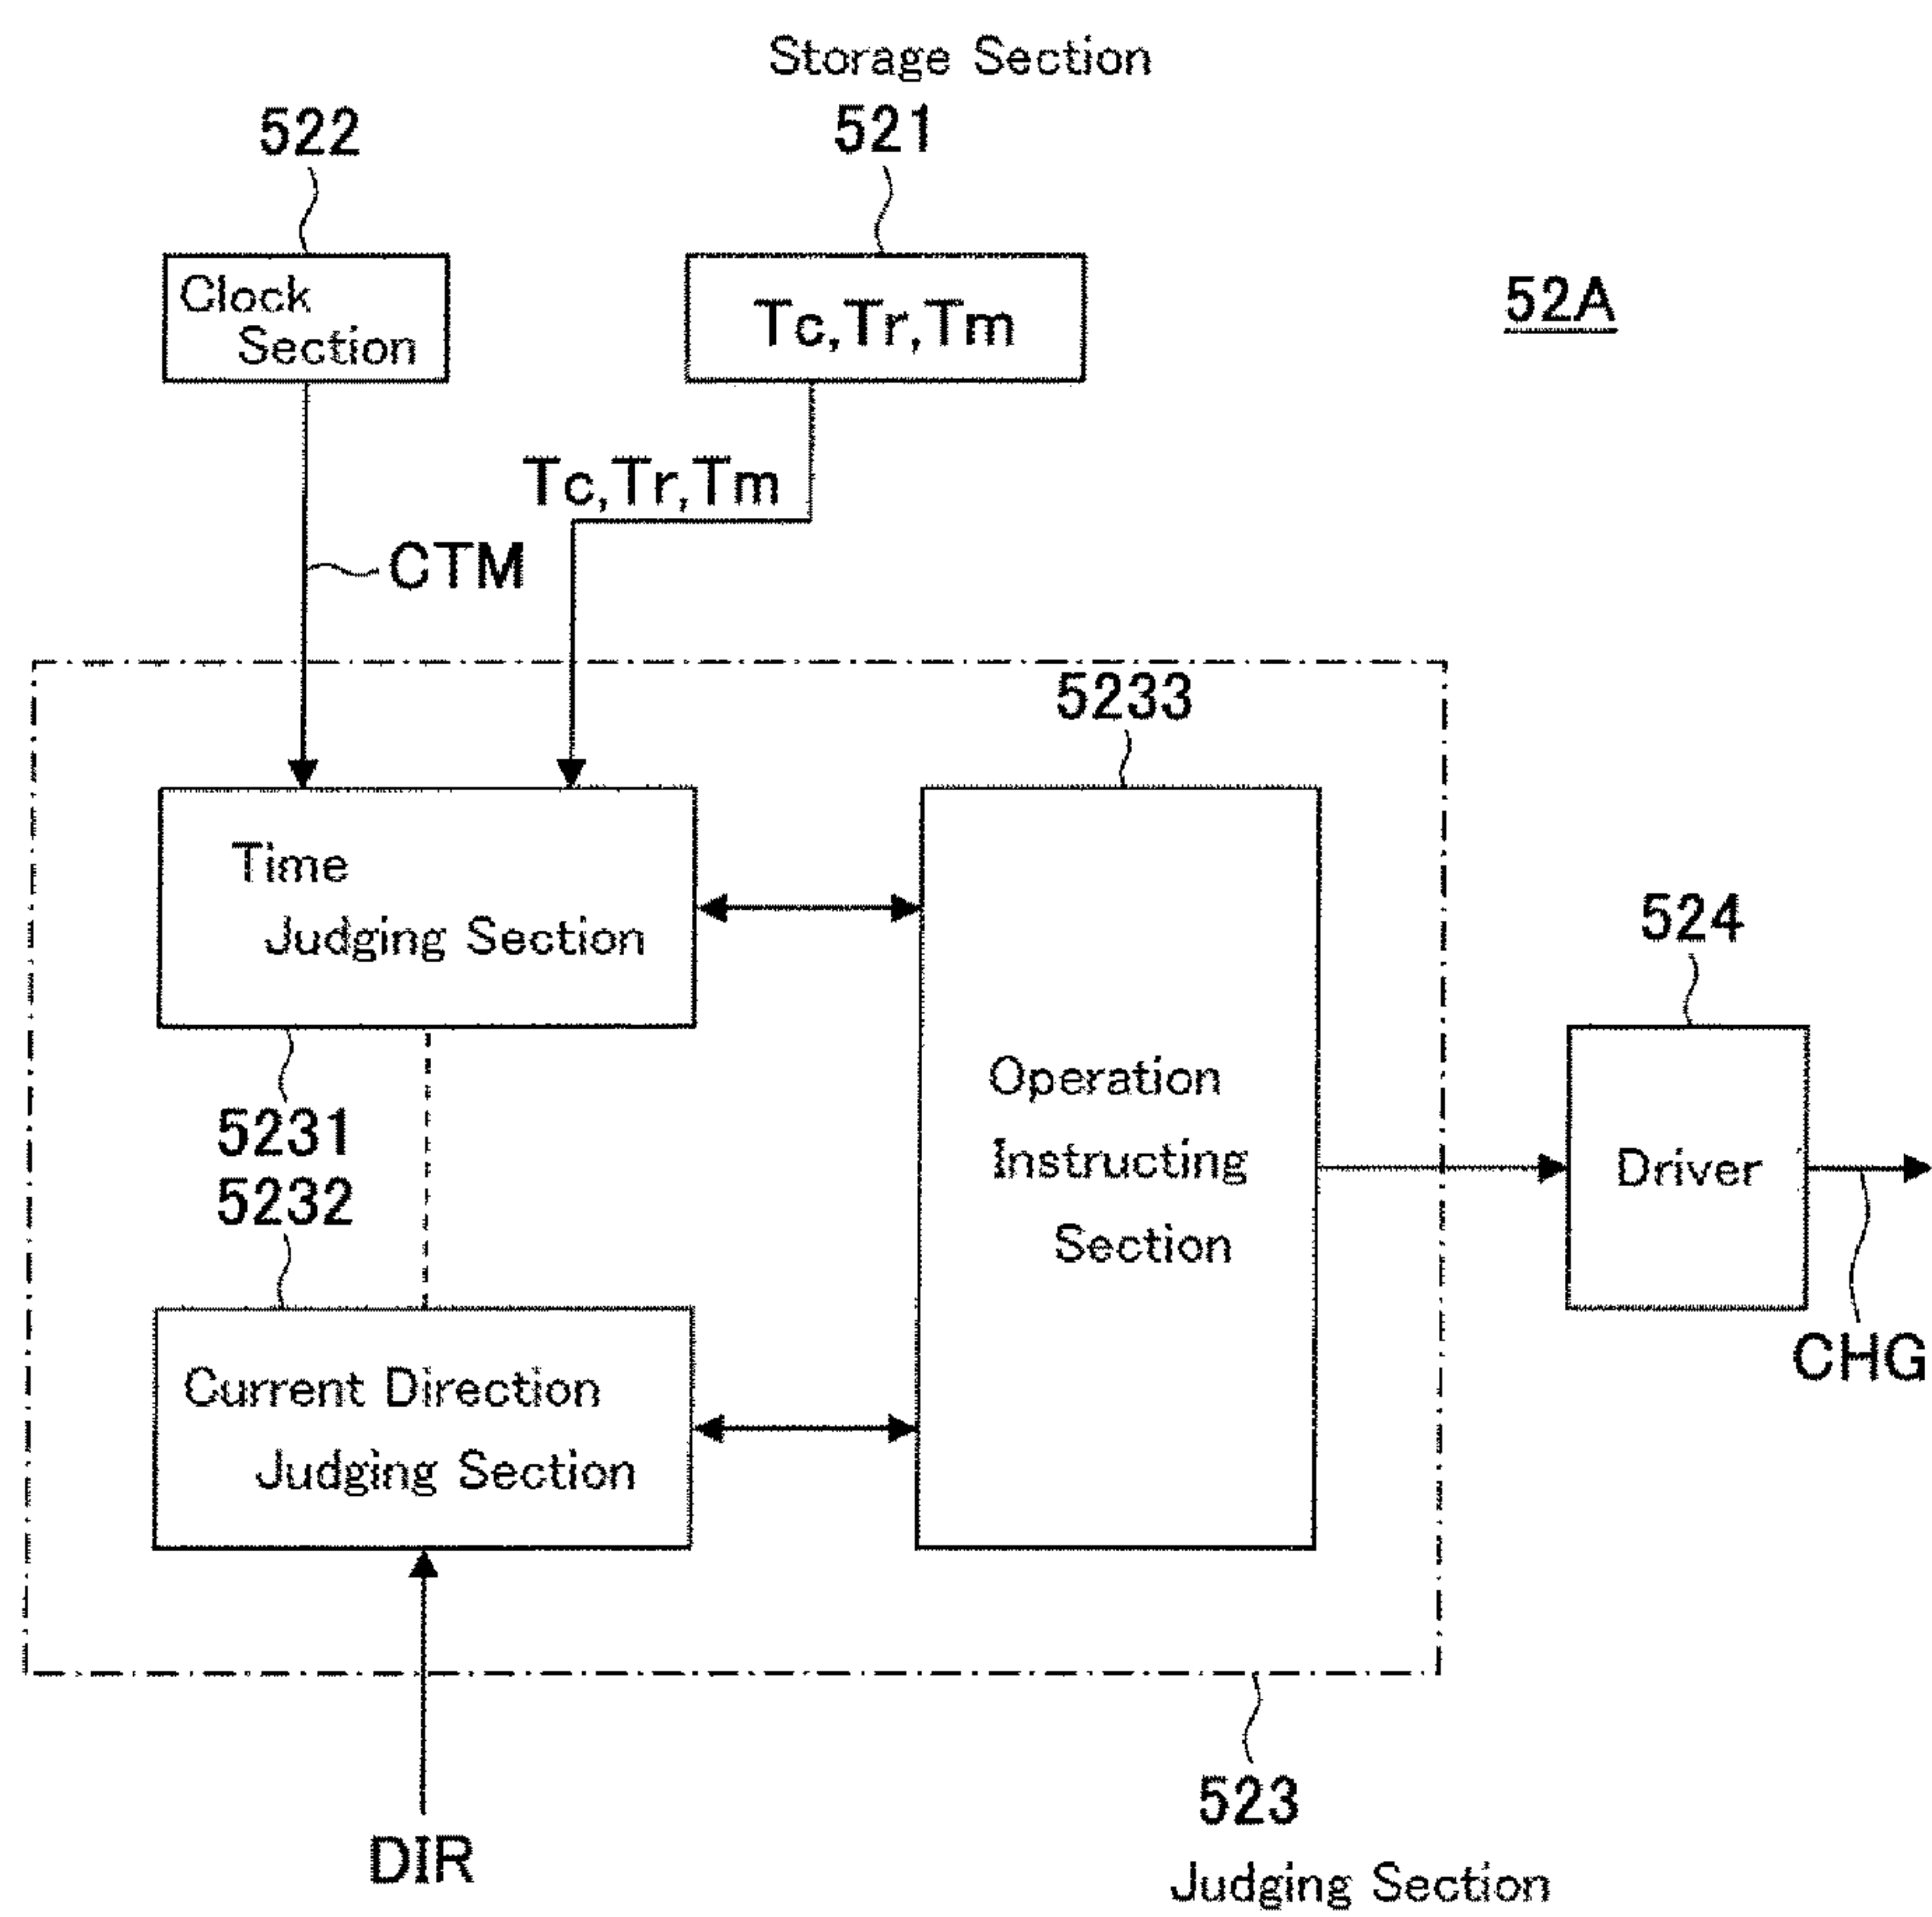 Storage Section
522
521
Clock
Section
Tc,Tr,Tm
52A
Tc,Tr,Tm
CTM
5233
Time
Judging Section
524
5231
5232
Operation
Instructing
Section
Driver
Current Direction
Judging Section
CHG
523
Judging Section
DIR